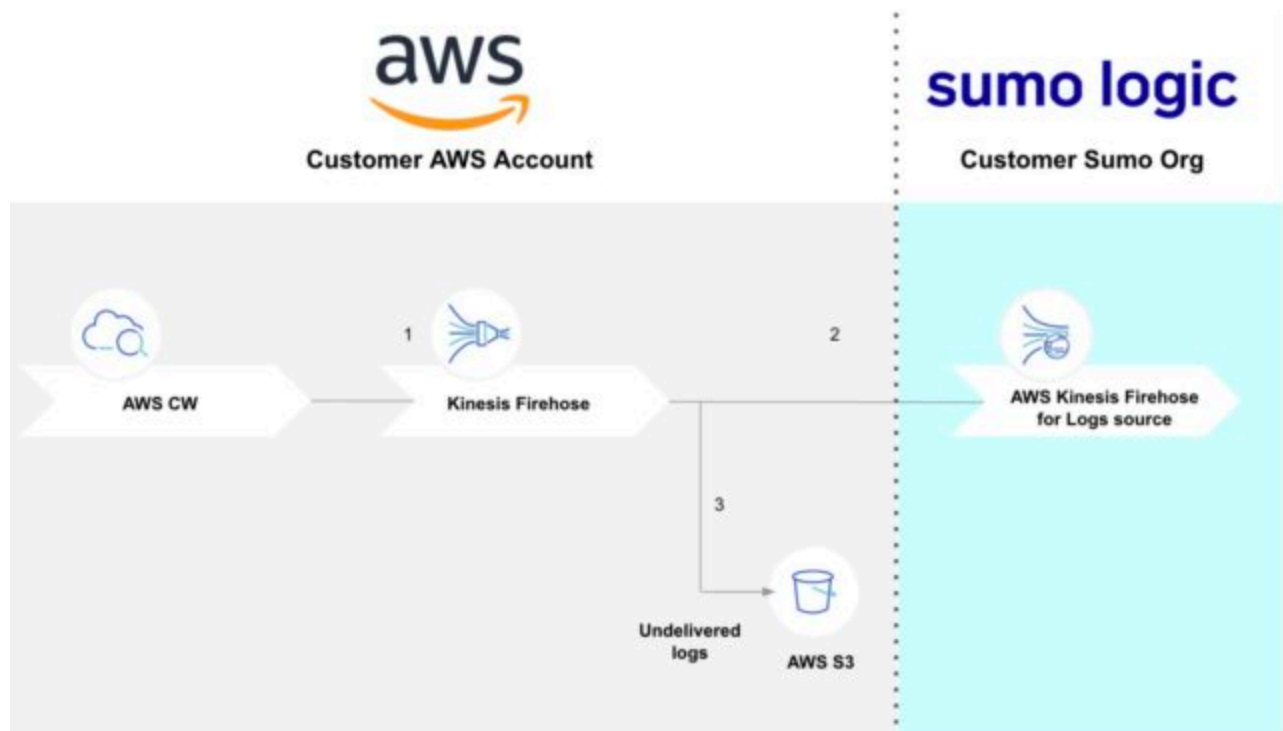 aws
sumo logic
Customer AWS Account
Customer Sumo Org
1
2
AWS CW
Kinesis Firehose
AWS Kinesis Firehose
for Logs source
3
Undelivered
logs
AWS S3